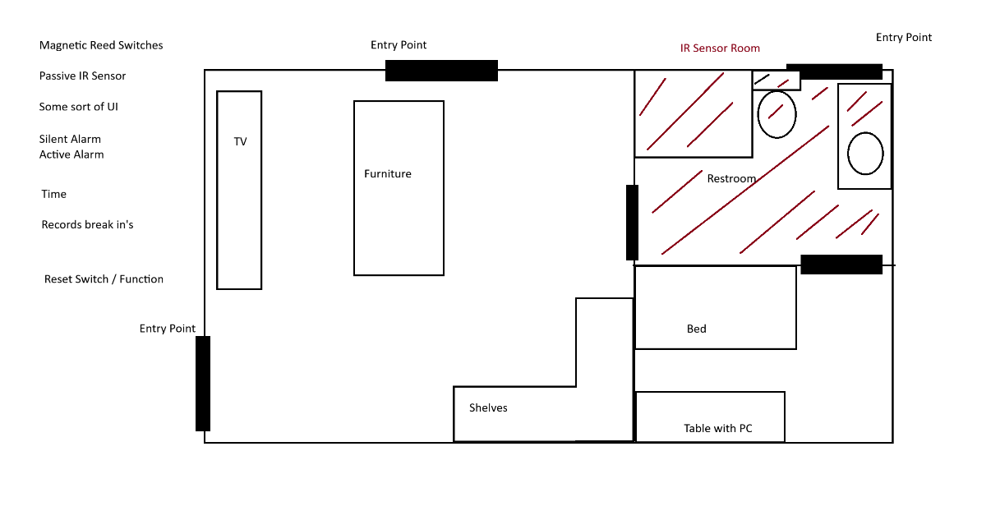 Magnetic Reed Switches
Passive IR Sensor
Some sort of UI
Silent Alarm
Active Alarm
Time
Records break in's
Reset Switch / Function
Entry Point
Entry Point
IR Sensor Room
Entry Point
TV
Furniture
Restroom
Bed
Shelves
Table with PC